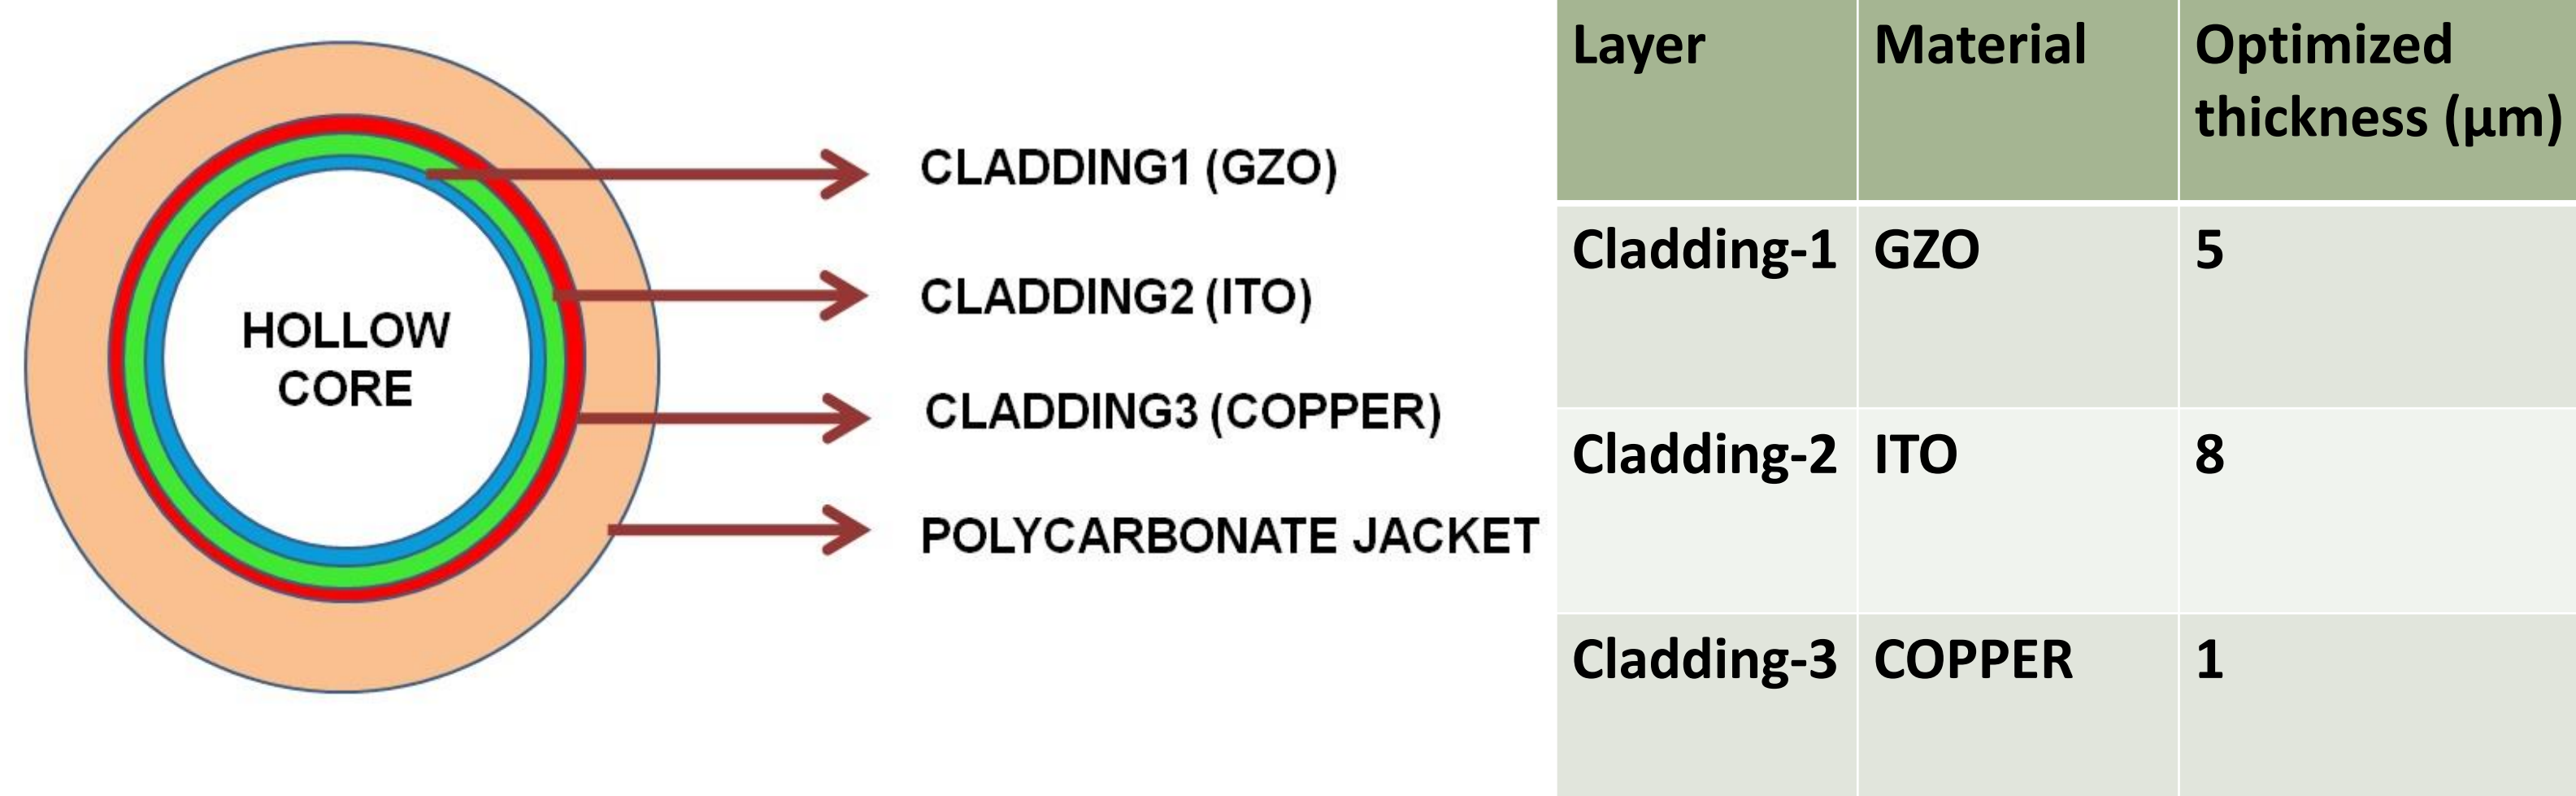 HOLLOW
CORE
CLADDING1 (GZO)
CLADDING2 (ITO)
CLADDING3 (COPPER)
POLYCARBONATE JACKET
Layer Material Optimized
thickness (µm)
Cladding-1 GZO 5
Cladding-2 ITO 8
Cladding-3 COPPER 1